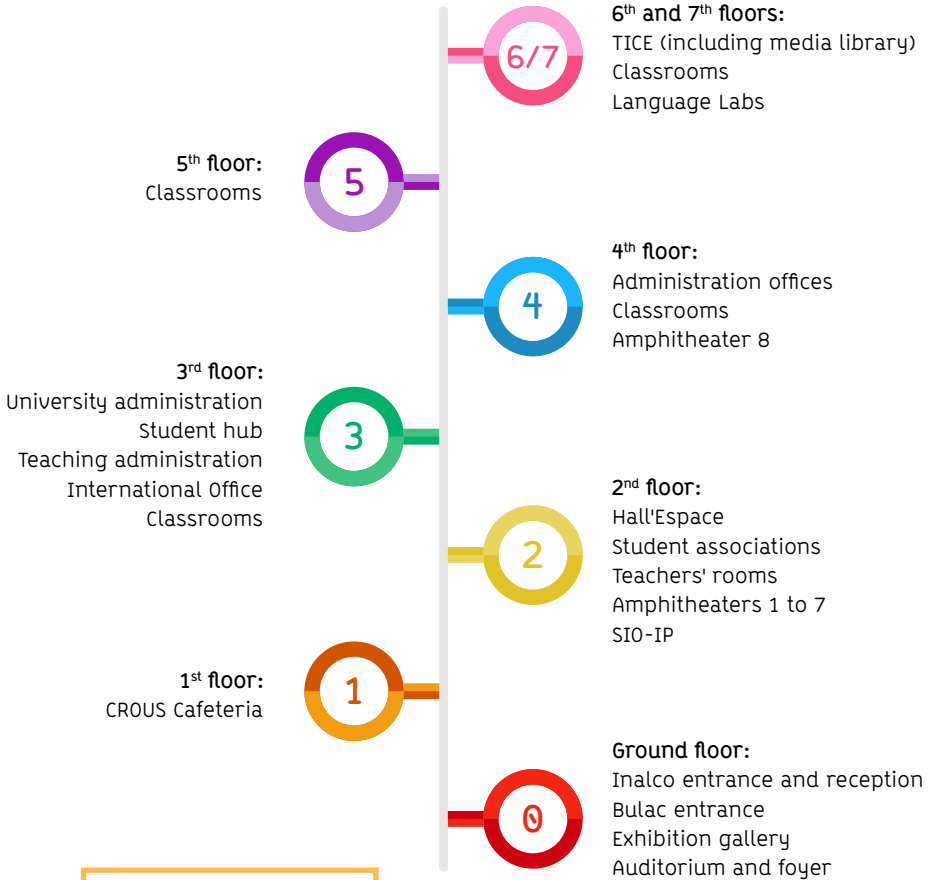 6th and 7th floors:
TICE (including media library)
Classrooms
Language Labs
6/7
5th floor:
Classrooms
5
4th floor:
Administration offices
Classrooms
Amphitheater 8
4
3rd floor:
University administration
Student hub
Teaching administration
International Office
Classrooms
3
2nd floor:
Hall'Espace
Student associations
Teachers' rooms
Amphitheaters 1 to 7
SIO-IP
2
1st floor:
CROUS Cafeteria
1
Ground floor:
Inalco entrance and reception
Bulac entrance
Exhibition gallery
Auditorium and foyer
0